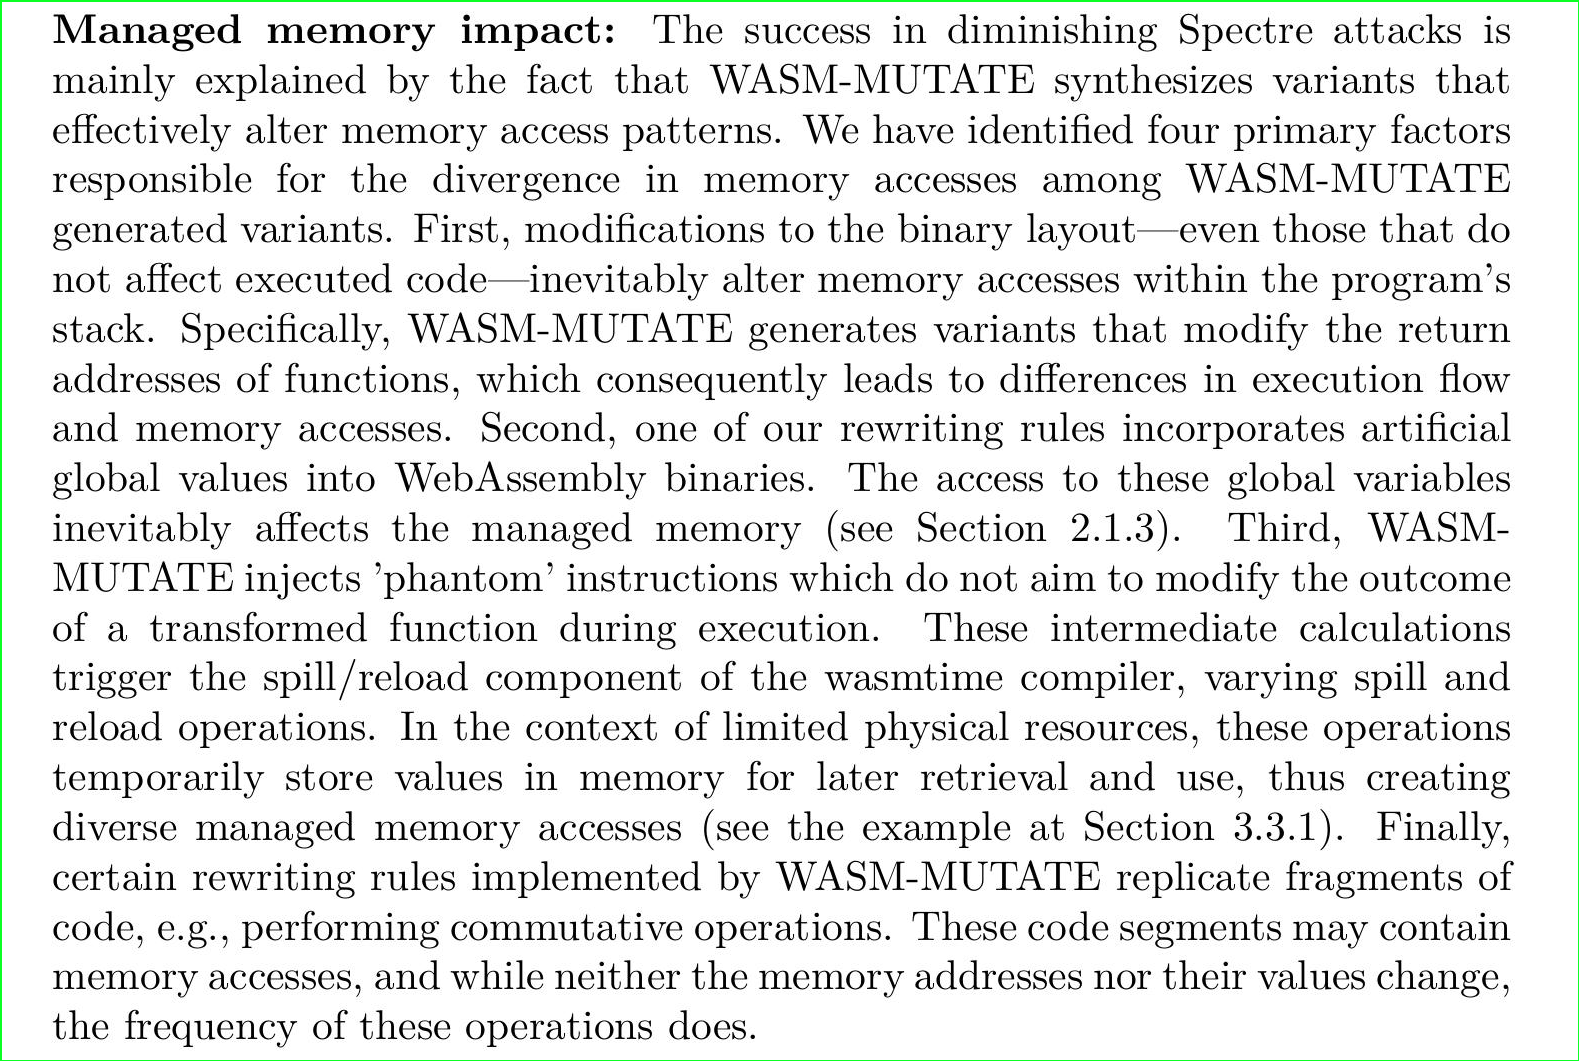 Managed memory impact: The success in diminishing Spectre attacks is
mainly explained by the fact that WASM-MUTATE synthesizes variants that
effectively alter memory access patterns. We have identified four primary factors
responsible for the divergence in memory accesses among WASM-MUTATE
generated variants. First, modifications to the binary layout—even those that do
not affect executed code—inevitably alter memory accesses within the program's
stack. Specifically, WASM-MUTATE generates variants that modify the return
addresses of functions, which consequently leads to differences in execution flow
and memory accesses. Second, one of our rewriting rules incorporates artificial
global values into WebAssembly binaries. The access to these global variables
inevitably affects the managed memory (see Section 2.1.3). Third, WASM-
MUTATE injects 'phantom' instructions which do not aim to modify the outcome
of a transformed function during execution. These intermediate calculations
trigger the spill/reload component of the wasmtime compiler, varying spill and
reload operations. In the context of limited physical resources, these operations
temporarily store values in memory for later retrieval and use, thus creating
diverse managed memory accesses (see the example at Section 3.3.1). Finally,
certain rewriting rules implemented by WASM-MUTATE replicate fragments of
code, e.g., performing commutative operations. These code segments may contain
memory accesses, and while neither the memory addresses nor their values change,
the frequency of these operations does.